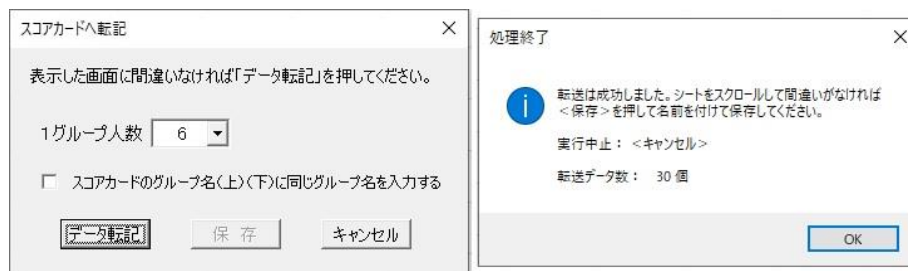 スコアカードへ転記
表示した画面に間違いなければ「データ転記」を押してください。
1グループ人数 6
スコアカードのグループ名(上)(下)に同じグループ名を入力する
データ転記 保 存 キャンセル
処理終了
転送は成功しました。シートをスクロールして間違いがなければ
<保存>を押して名前を付けて保存してください。
実行中止： <キャンセル>
転送データ数： 30 個
OK